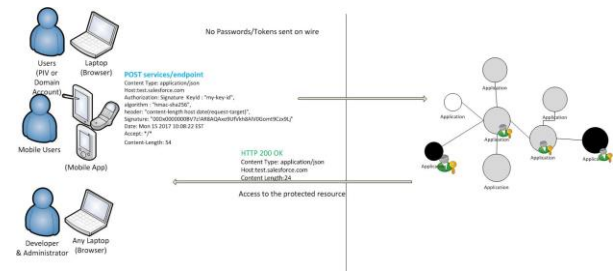 No Passwords/Tokens sent on wire
Users
(PIV or
Domain
Account)
Laptop
(Browser)
POST services/endpoint
Content Type: application/json
Host:test.salesforce.com
Authorization: Signature KeyId : "my-key-id",
algorithm : "hmac-sha256",
header: "content-length host date(request-target)",
Date: Mon 15 2017 10:08:22 EST
Accept: "*/"
Content-Length: 54
Mobile Users
(Mobile App)
HTTP 200 OK
Content Type: application/json
Host:test.salesforce.com
Content Length:24
Access to the protected resource
Developer
& Administrator
Any Laptop
(Browser)
Application
Application
Application
Application
Application
Application
Application
Application